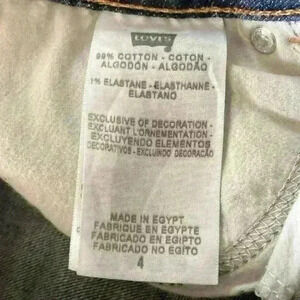 LEVI'S
99% COTTON - COTON -
ALGODÓN - ALGODÃO
1% ELASTANE - ELASTHANNE -
ELASTANO
EXCLUSIVE OF DECORATION -
EXCLUANT L'ORNEMENTATION -
EXCLUYENDO ELEMENTOS
DECORATIVOS - EXCLUINDO DECORAÇÃO
MADE IN EGYPT
FABRIQUE EN EGYPTE
FABRICADO EN EGIPTO
FABRICADO NO EGITO
4